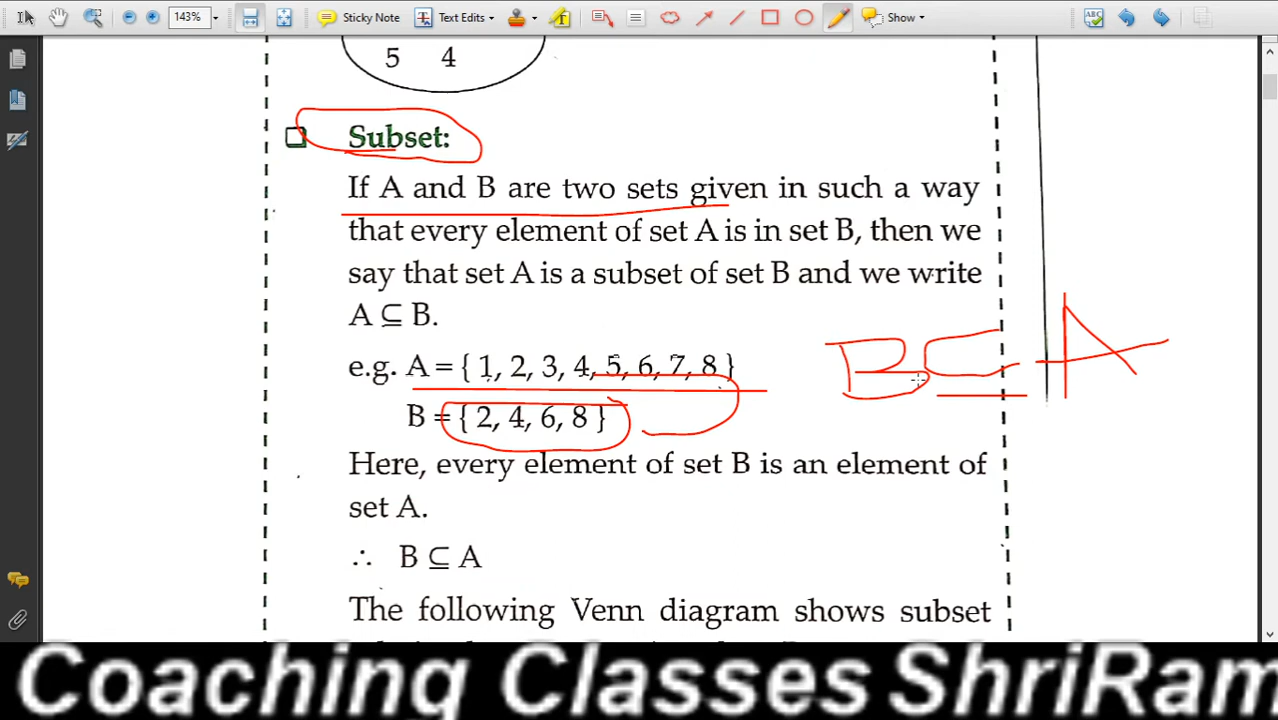 143% Sticky Note Text Edits Show
5 4
Subset:
If A and B are two sets given in such a way
that every element of set A is in set B, then we
say that set A is a subset of set B and we write
A ⊆ B.
e.g. A = { 1, 2, 3, 4, 5, 6, 7, 8 }
B = { 2, 4, 6, 8 }
B ⊆ A
Here, every element of set B is an element of
set A.
∴ B ⊆ A
The following Venn diagram shows subset
Coaching Classes ShriRam